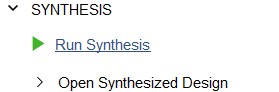 SYNTHESIS
Run Synthesis
Open Synthesized Design